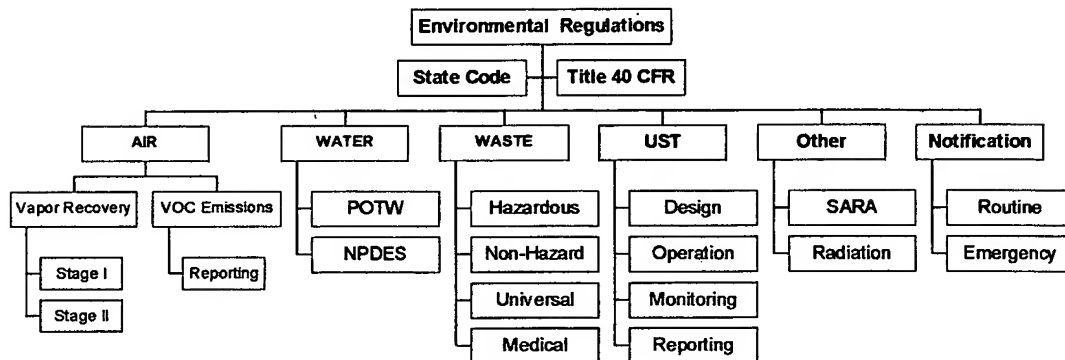 Environmental Regulations
State Code
Title 40 CFR
AIR
WATER
WASTE
UST
Other
Notification
Vapor Recovery
VOC Emissions
POTW
Hazardous
Design
SARA
Routine
Stage I
Reporting
NPDES
Non-Hazard
Operation
Radiation
Emergency
Stage II
Universal
Monitoring
Medical
Reporting